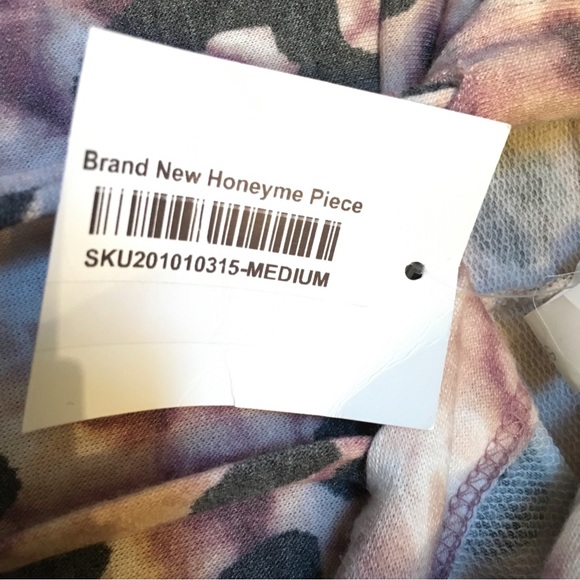 Brand New Honeyme Piece
SKU201010315-MEDIUM